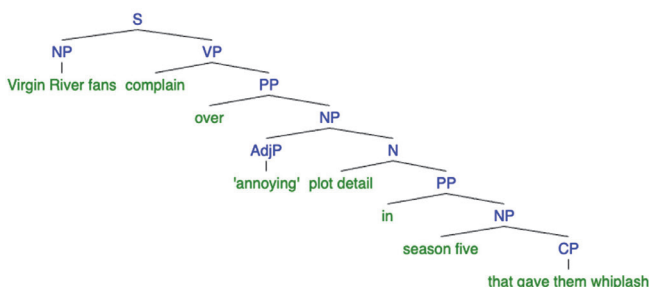 S
NP VP
Virgin River fans complain PP
over NP
AdjP N
'annoying' plot detail PP
in NP
season five CP
that gave them whiplash